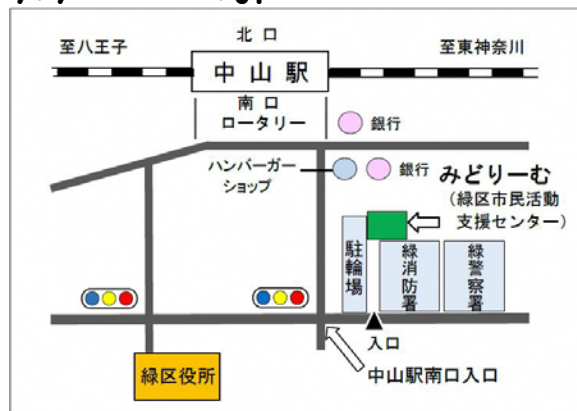 北口
至八王子
至東神奈川
中山駅
南口
ロータリー
銀行
ハンバーガー
ショップ
銀行
みどりーむ
（緑区市民活動
支援センター）
駐輪場
緑消防署
緑警察署
入口
緑区役所
中山駅南口入口